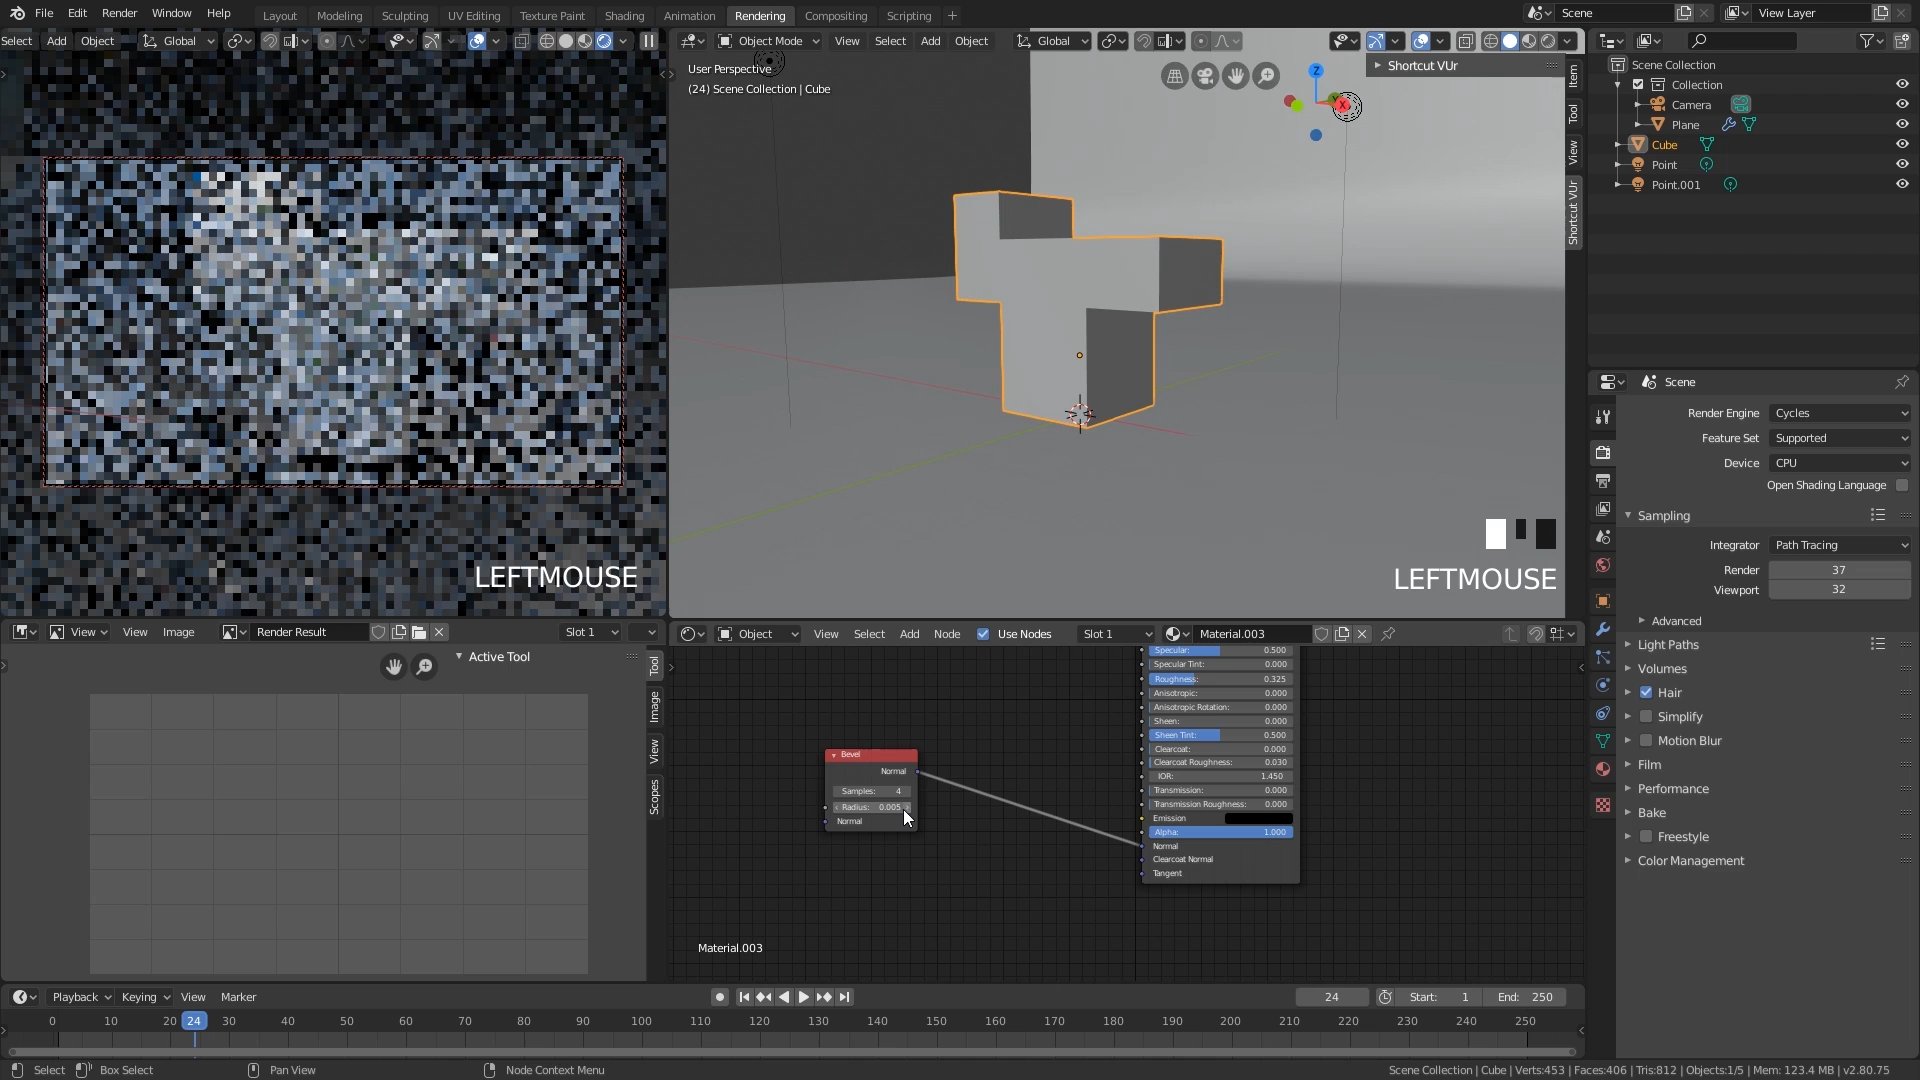 File Edit Render Window Help Layout Modeling Sculpting UV Editing Texture Paint Shading Animation Rendering Compositing Scripting + Scene View Layer
Select Add Object Global
Object Mode View Select Add Object Global
User Perspective
(24) Scene Collection | Cube
Shortcut VUr
Z
Y
X
Item
Tool
View
Shortcut VUr
LEFTMOUSE
LEFTMOUSE
Scene Collection
Collection
Camera
Plane
Cube
Point
Point.001
Scene
Render Engine Cycles
Feature Set Supported
Device CPU
Open Shading Language
Sampling
Integrator Path Tracing
Render 37
Viewport 32
Advanced
Light Paths
Volumes
Hair
Simplify
Motion Blur
Film
Performance
Bake
Freestyle
Color Management
View View Image Render Result Slot 1
Active Tool
Tool
Image
View
Scopes
Object View Select Add Node Use Nodes Slot 1 Material.003
Specular: 0.500
Specular Tint: 0.000
Roughness: 0.325
Anisotropic: 0.000
Anisotropic Rotation: 0.000
Sheen: 0.000
Sheen Tint: 0.500
Clearcoat: 0.000
Clearcoat Roughness: 0.030
IOR: 1.450
Transmission: 0.000
Transmission Roughness: 0.000
Emission
Alpha: 1.000
Normal
Clearcoat Normal
Tangent
Bevel
Normal
Samples: 4
Radius: 0.005
Normal
Material.003
Playback Keying View Marker 24 Start: 1 End: 250
0 10 20 24 30 40 50 60 70 80 90 100 110 120 130 140 150 160 170 180 190 200 210 220 230 240 250
Select Box Select Pan View Node Context Menu Scene Collection | Cube | Verts:453 | Faces:406 | Tris:812 | Objects:1/5 | Mem: 123.4 MB | v2.80.75